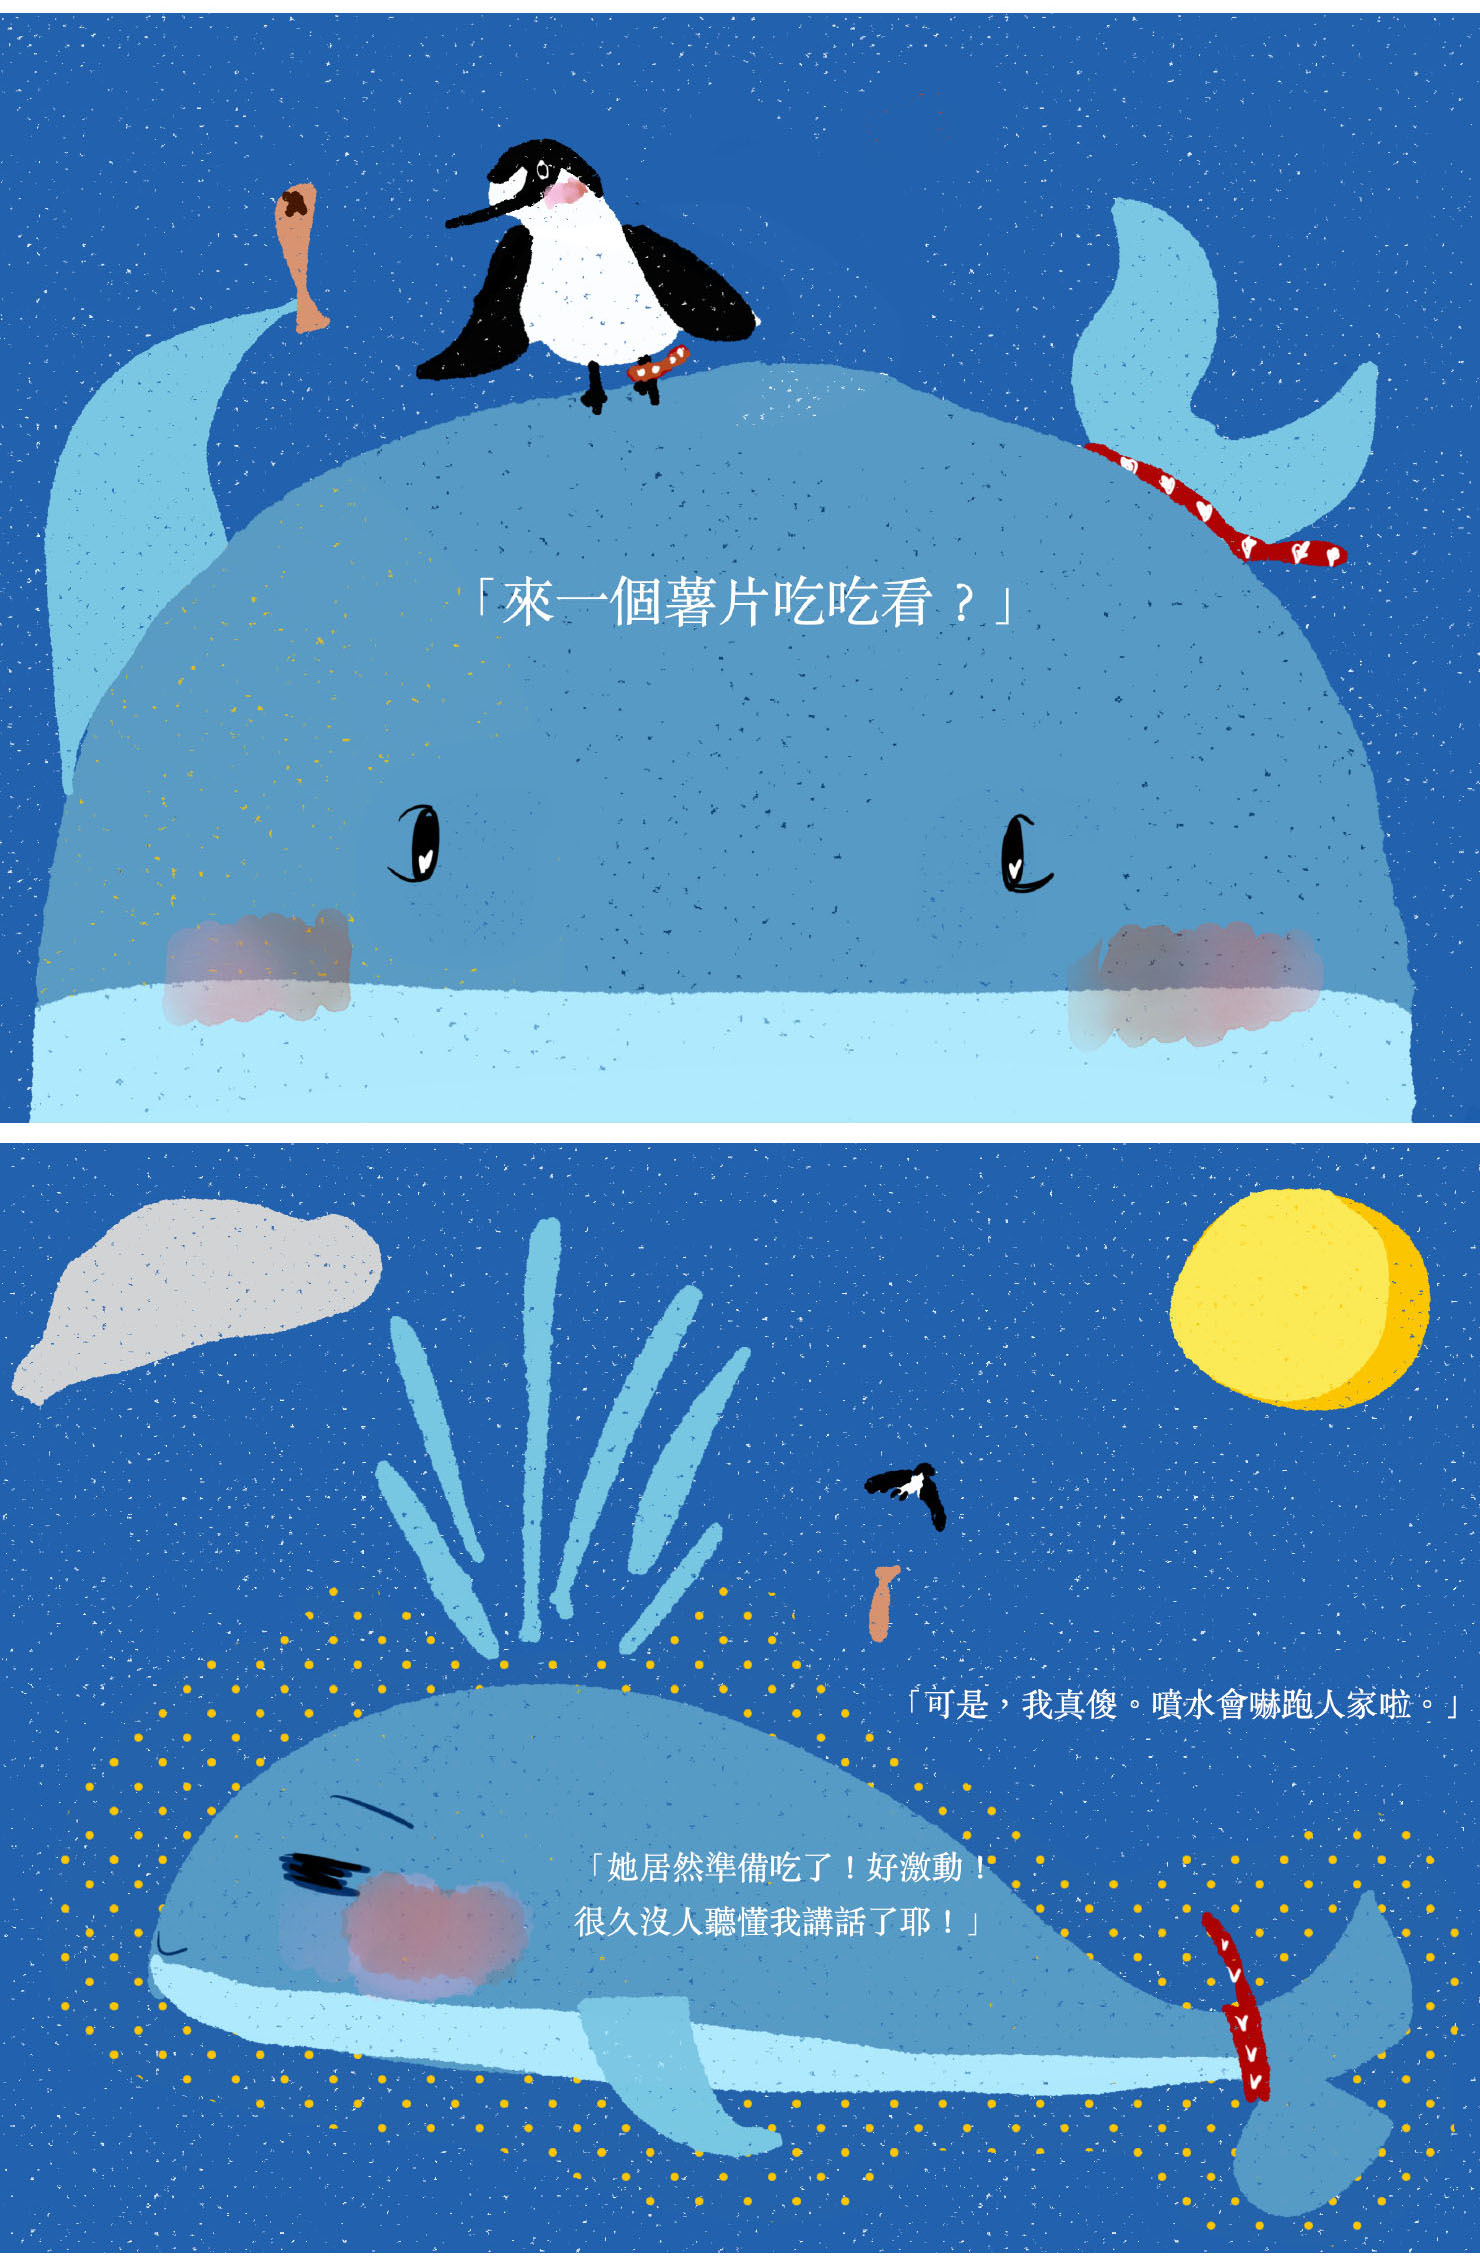 「來一個薯片吃吃看？」
「可是，我真傻。噴水會嚇跑人家啦。」
「她居然準備吃了！好激動！
很久沒人聽懂我講話了耶！」